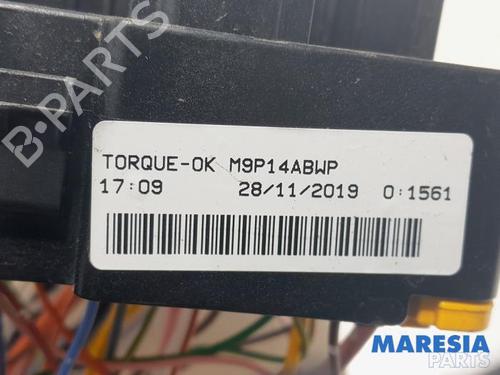 B-PARTS
TORQUE-OK M9P14ABWP
17:09 28/11/2019 0:1561
MARESIA
PARTS